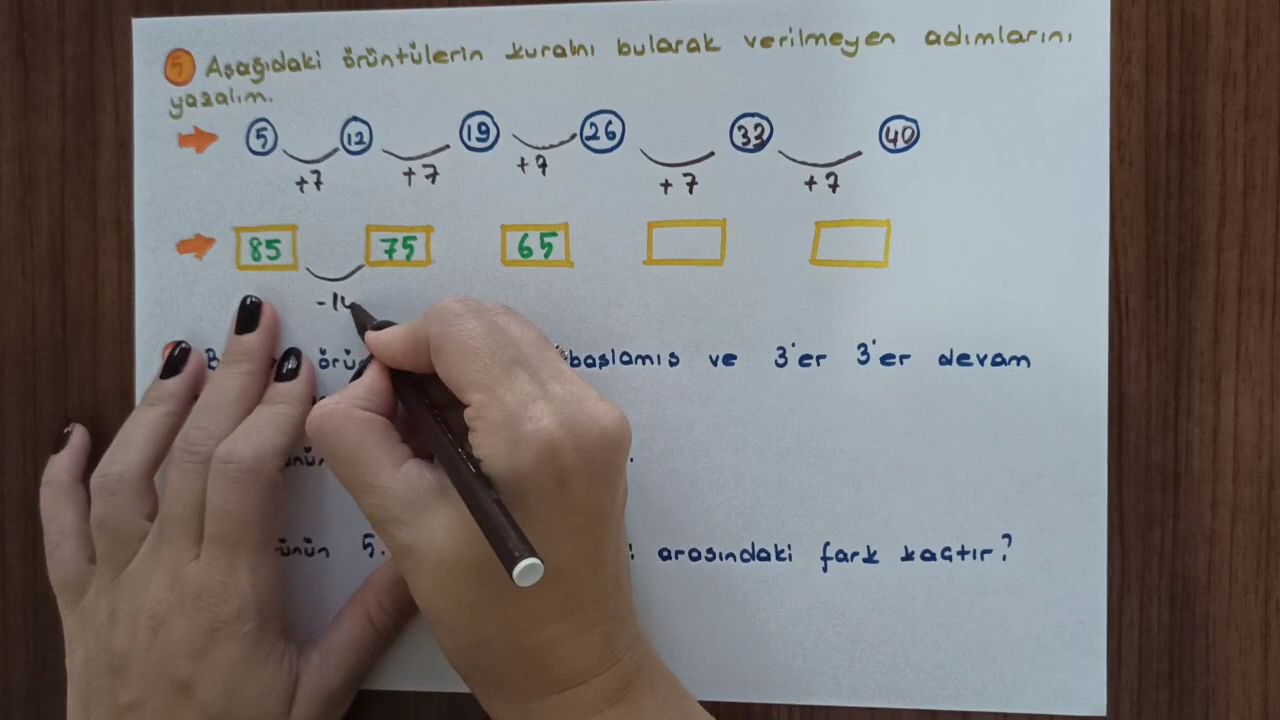 5 Aşağıdaki örüntülerin kuralını bularak verilmeyen adımlarını
yazalım.
5 12 19 26 33 40
+7 +7 +7 +7 +7
85 75 65
başlamış ve 3'er 3'er devam
5.
arasındaki fark kaçtır?